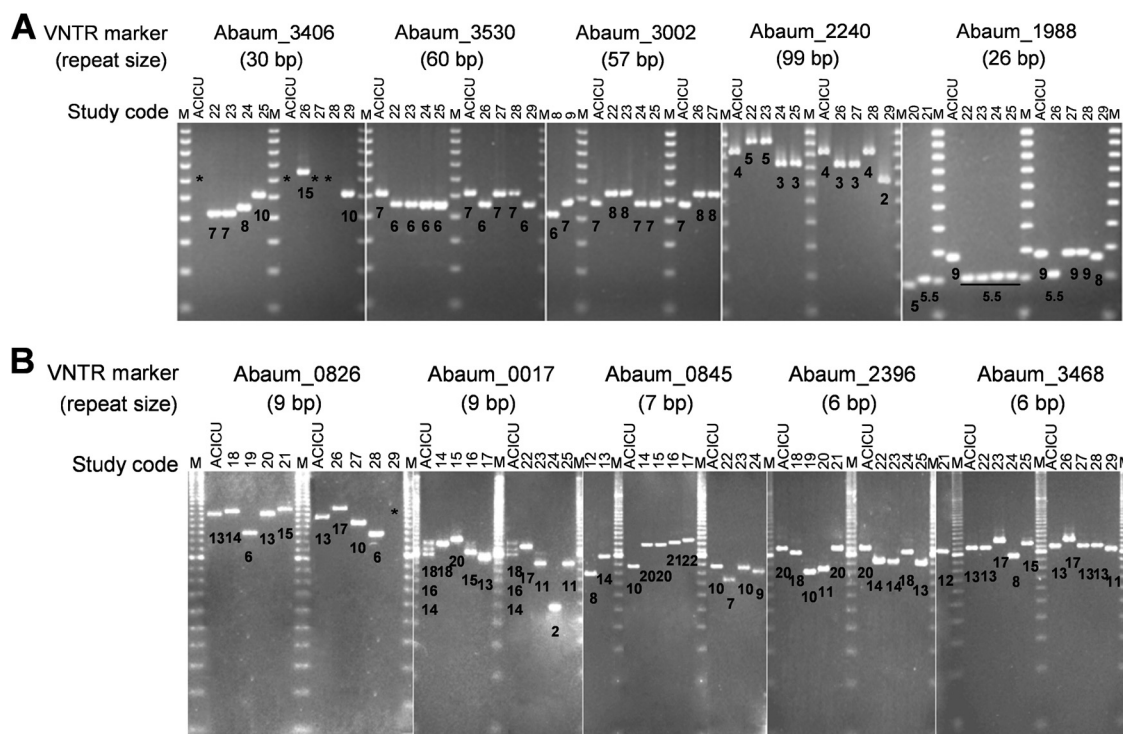 A
VNTR marker Abaum_3406 Abaum_3530 Abaum_3002 Abaum_2240 Abaum_1988
(repeat size) (30 bp) (60 bp) (57 bp) (99 bp) (26 bp)
Study code M ACICU 22 23 24 25 M ACICU 26 27 28 29 M ACICU 22 23 24 25 M ACICU 26 27 28 29 M 8 9 M ACICU 22 23 24 25 M ACICU 26 27 M ACICU 22 23 24 25 M ACICU 26 27 28 29 M 20 21 M ACICU 22 23 24 25 M ACICU 26 27 28 29 M
* 7 7 8 10 * 15 * * 10 7 6 6 6 6 7 6 7 7 6 6 7 7 8 8 7 7 7 8 8 4 5 5 3 3 4 3 3 4 2 5 5.5 9 5.5 9 5.5 9 9 8
B
VNTR marker Abaum_0826 Abaum_0017 Abaum_0845 Abaum_2396 Abaum_3468
(repeat size) (9 bp) (9 bp) (7 bp) (6 bp) (6 bp)
Study code M ACICU 18 19 20 21 M ACICU 26 27 28 29 M ACICU 14 15 16 17 M ACICU 22 23 24 25 M 12 13 M ACICU 14 15 16 17 M ACICU 22 23 24 M ACICU 18 19 20 21 M ACICU 22 23 24 25 M 21 M ACICU 22 23 24 25 M ACICU 26 27 28 29 M
13 14 6 13 15 13 17 10 6 * 18 18 20 15 13 18 17 11 2 11 8 14 10 20 20 21 22 10 7 10 9 20 18 10 11 20 20 14 14 18 13 12 13 13 17 8 15 13 17 13 13 11
16 16
14 14